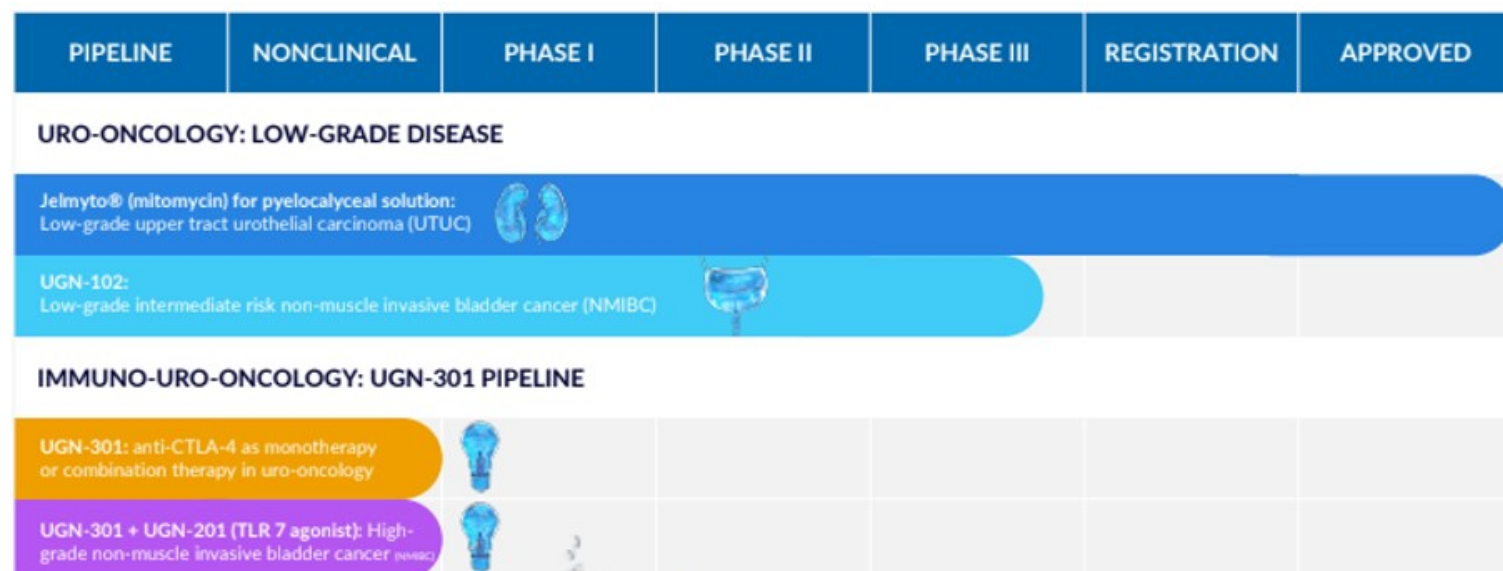 PIPELINE NONCLINICAL PHASE I PHASE II PHASE III REGISTRATION APPROVED
URO-ONCOLOGY: LOW-GRADE DISEASE
Jelmyto® (mitomycin) for pyelocalyceal solution:
Low-grade upper tract urothelial carcinoma (UTUC)
UGN-102:
Low-grade intermediate risk non-muscle invasive bladder cancer (NMIBC)
IMMUNO-URO-ONCOLOGY: UGN-301 PIPELINE
UGN-301: anti-CTLA-4 as monotherapy
or combination therapy in uro-oncology
UGN-301 + UGN-201 (TLR 7 agonist): High-
grade non-muscle invasive bladder cancer (NMIBC)